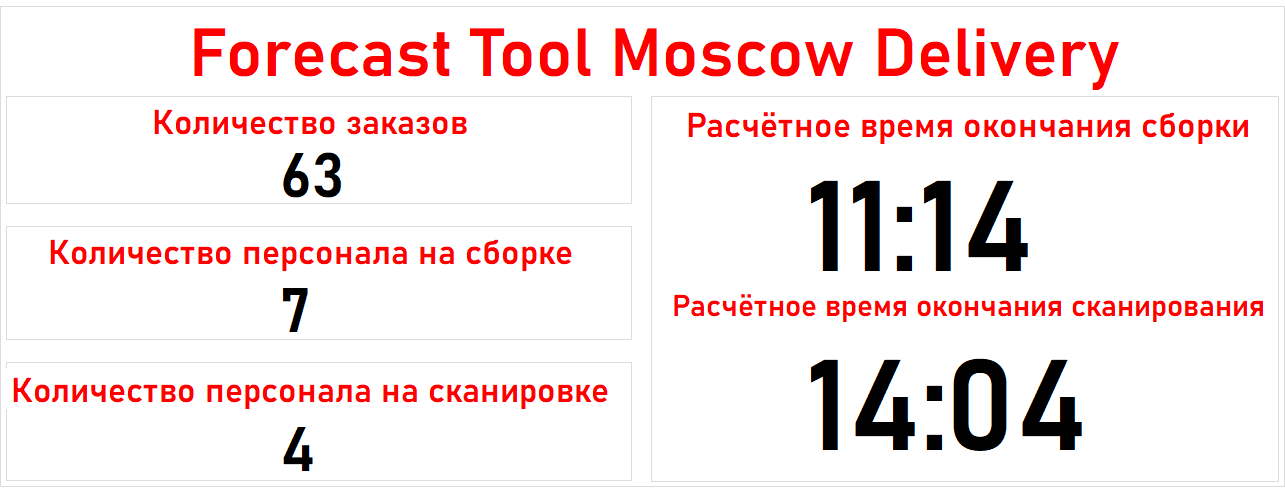 Forecast Tool Moscow Delivery
Количество заказов
63
Количество персонала на сборке
7
Количество персонала на сканировке
4
Расчётное время окончания сборки
11:14
Расчётное время окончания сканирования
14:04